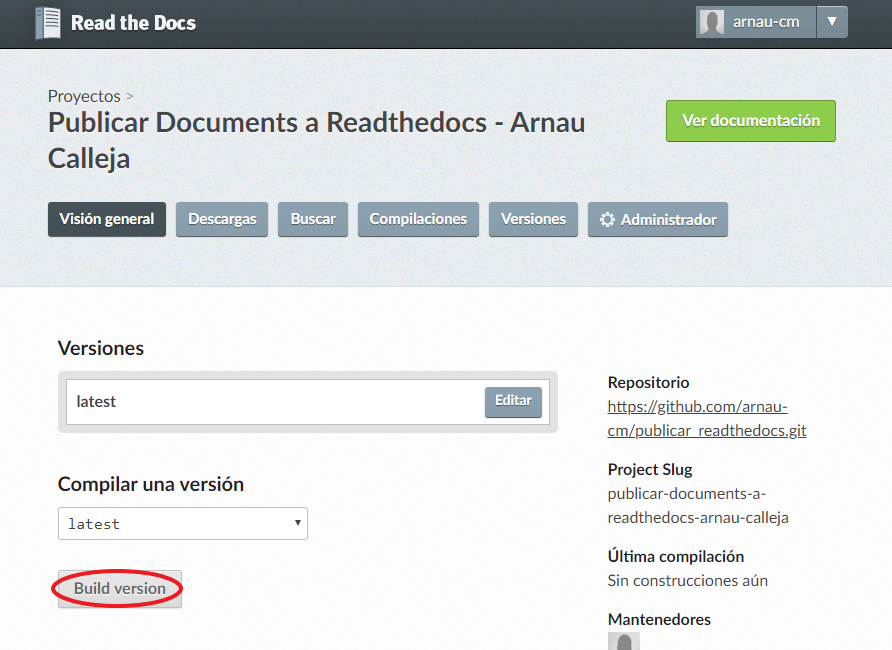 Read the Docs
arnau-cm
▼
Proyectos >
Publicar Documents a Readthedocs - Arnau
Calleja
Ver documentación
Visión general
Descargas
Buscar
Compilaciones
Versiones
Administrador
Versiones
latest
Editar
Compilar una versión
latest
Build version
Repositorio
https://github.com/arnau-
cm/publicar_readthedocs.git
Project Slug
publicar-documents-a-
readthedocs-arnau-calleja
Última compilación
Sin construcciones aún
Mantenedores